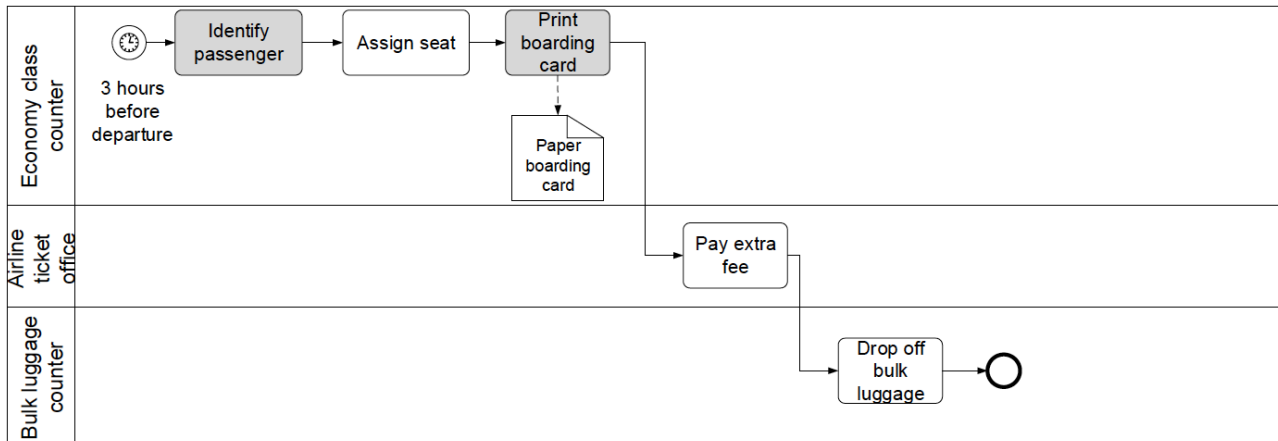 Economy class
counter
3 hours
before
departure
Identify
passenger
Assign seat
Print
boarding
card
Paper
boarding
card
Airline
ticket
office
Pay extra
fee
Bulk luggage
counter
Drop off
bulk
luggage